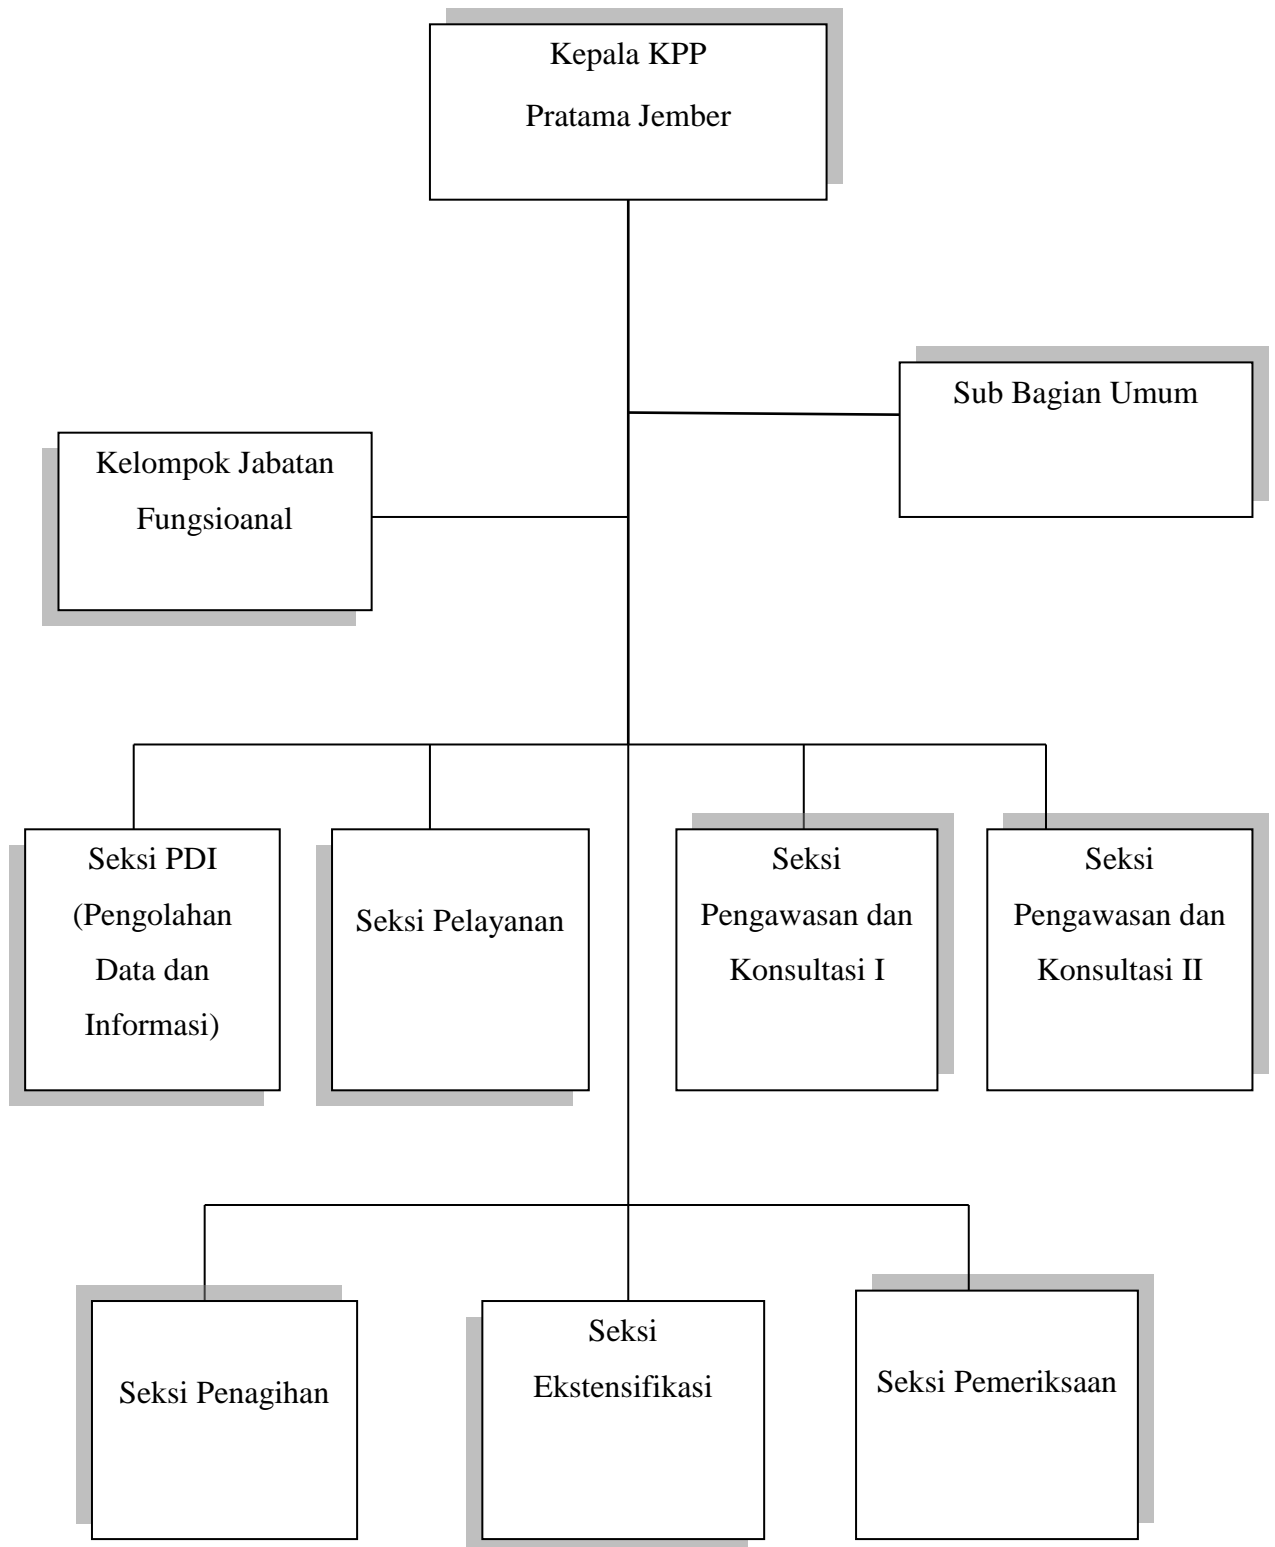 Kepala KPP
Pratama Jember
Sub Bagian Umum
Kelompok Jabatan
Fungsioanal
Seksi PDI
(Pengolahan
Data dan
Informasi)
Seksi Pelayanan
Seksi
Pengawasan dan
Konsultasi I
Seksi
Pengawasan dan
Konsultasi II
Seksi Penagihan
Seksi
Ekstensifikasi
Seksi Pemeriksaan